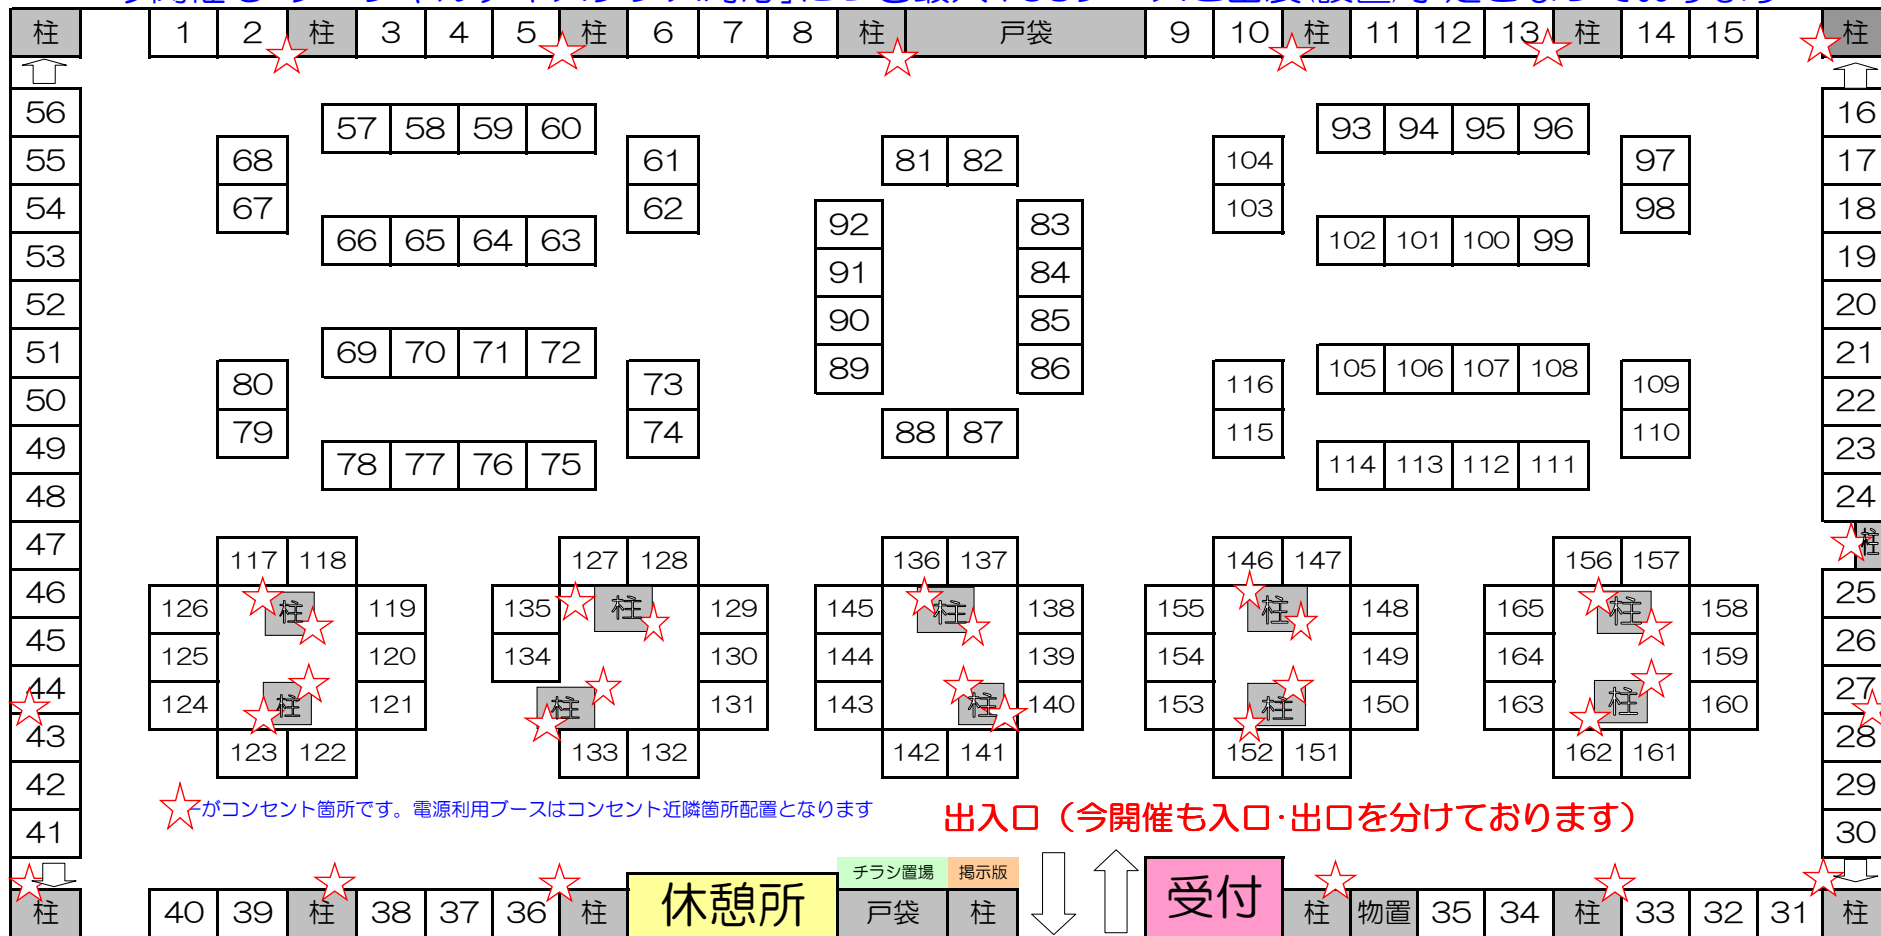 柱 1 2 柱 3 4 5 柱 6 7 8 柱 戸袋 9 10 柱 11 12 13 柱 14 15 柱
56 57 58 59 60 93 94 95 96 16
55 68 61 81 82 104 97 17
54 67 62 103 98 18
66 65 64 63 92 83 102 101 100 99
53 91 84 19
52 90 85 20
51 69 70 71 72 89 86 105 106 107 108 21
50 80 73 116 109 22
49 79 74 88 87 115 110 23
48 78 77 76 75 114 113 112 111 24
47 117 118 127 128 136 137 146 147 156 157 柱
46 126 柱 119 135 柱 129 145 柱 138 155 柱 148 165 柱 158 25
45 125 120 134 130 144 139 154 149 164 159 26
44 124 柱 121 柱 131 143 柱 140 153 柱 150 163 柱 160 27
43 123 122 133 132 142 141 152 151 162 161 28
42 29
がコンセント箇所です。電源利用ブースはコンセント近隣箇所配置となります
出入口（今開催も入口・出口を分けております）
41 30
チラシ置場 掲示版
柱 40 39 柱 38 37 36 柱 休憩所 戸袋 柱 受付 柱 物置 35 34 柱 33 32 31 柱